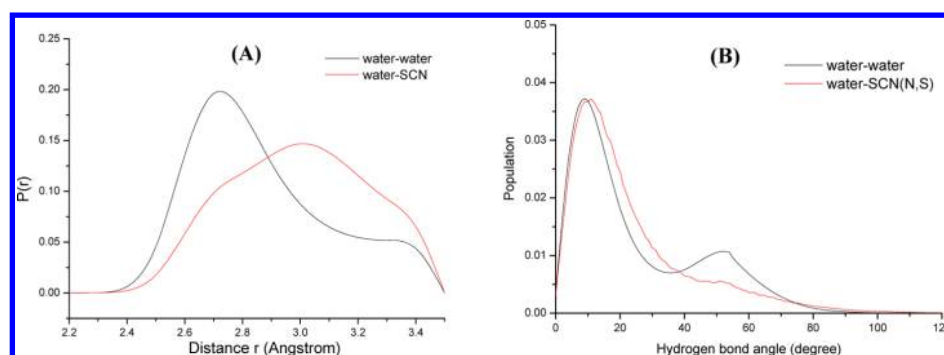 (A)
water-water
water-SCN
P(r)
0.25
0.20
0.15
0.10
0.05
0.00
2.2 2.4 2.6 2.8 3.0 3.2 3.4
Distance r (Angstrom)
(B)
water-water
water-SCN(N,S)
Population
0.05
0.04
0.03
0.02
0.01
0.00
0 20 40 60 80 100 120
Hydrogen bond angle (degree)